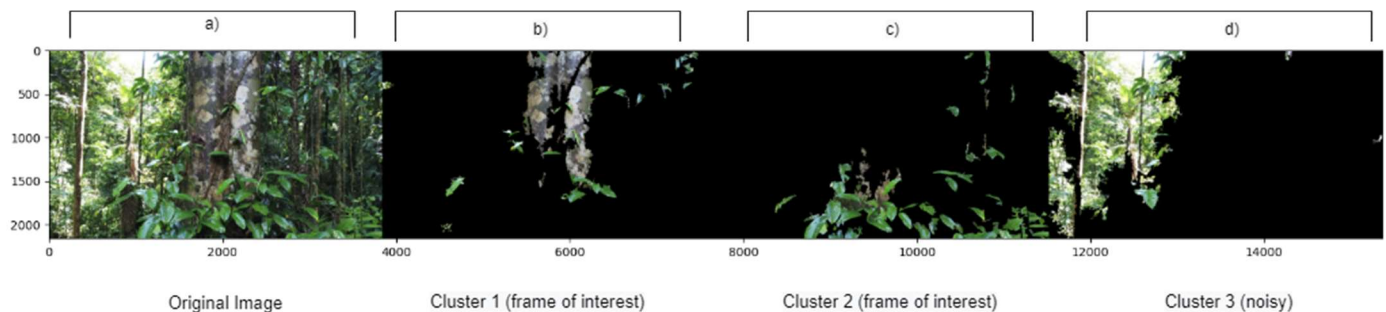 a)
b)
c)
d)
0
500
1000
1500
2000
0 2000 4000 6000 8000 10000 12000 14000
Original Image
Cluster 1 (frame of interest)
Cluster 2 (frame of interest)
Cluster 3 (noisy)